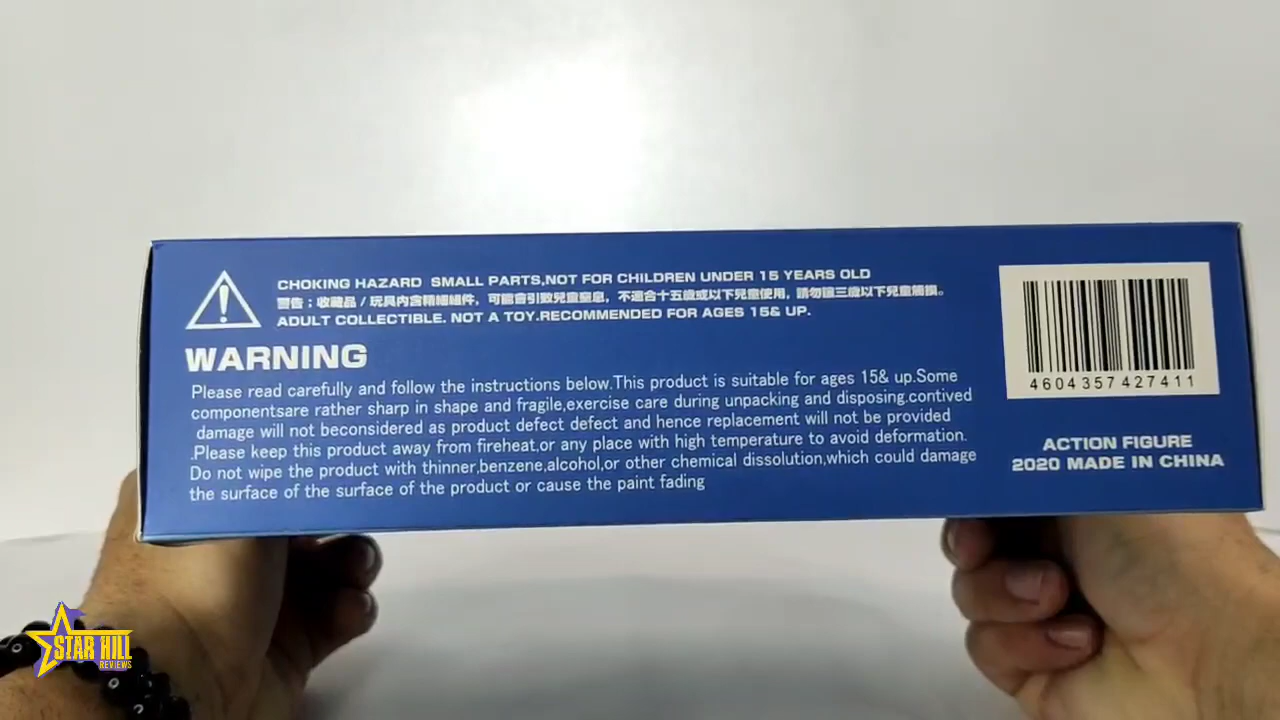 CHOKING HAZARD SMALL PARTS,NOT FOR CHILDREN UNDER 15 YEARS OLD
警告：收藏品/玩具内含精細組件，可能會引致兒童窒息，不適合十五歲或以下兒童使用，請勿讓三歲以下兒童觸摸。
ADULT COLLECTIBLE. NOT A TOY.RECOMMENDED FOR AGES 15& UP.
WARNING
Please read carefully and follow the instructions below.This product is suitable for ages 15& up.Some
componentsare rather sharp in shape and fragile,exercise care during unpacking and disposing.contived
damage will not beconsidered as product defect defect and hence replacement will not be provided
.Please keep this product away from fireheat,or any place with high temperature to avoid deformation.
Do not wipe the product with thinner,benzene,alcohol,or other chemical dissolution,which could damage
the surface of the surface of the product or cause the paint fading
4604357427411
ACTION FIGURE
2020 MADE IN CHINA
STAR HILL
REVIEWS